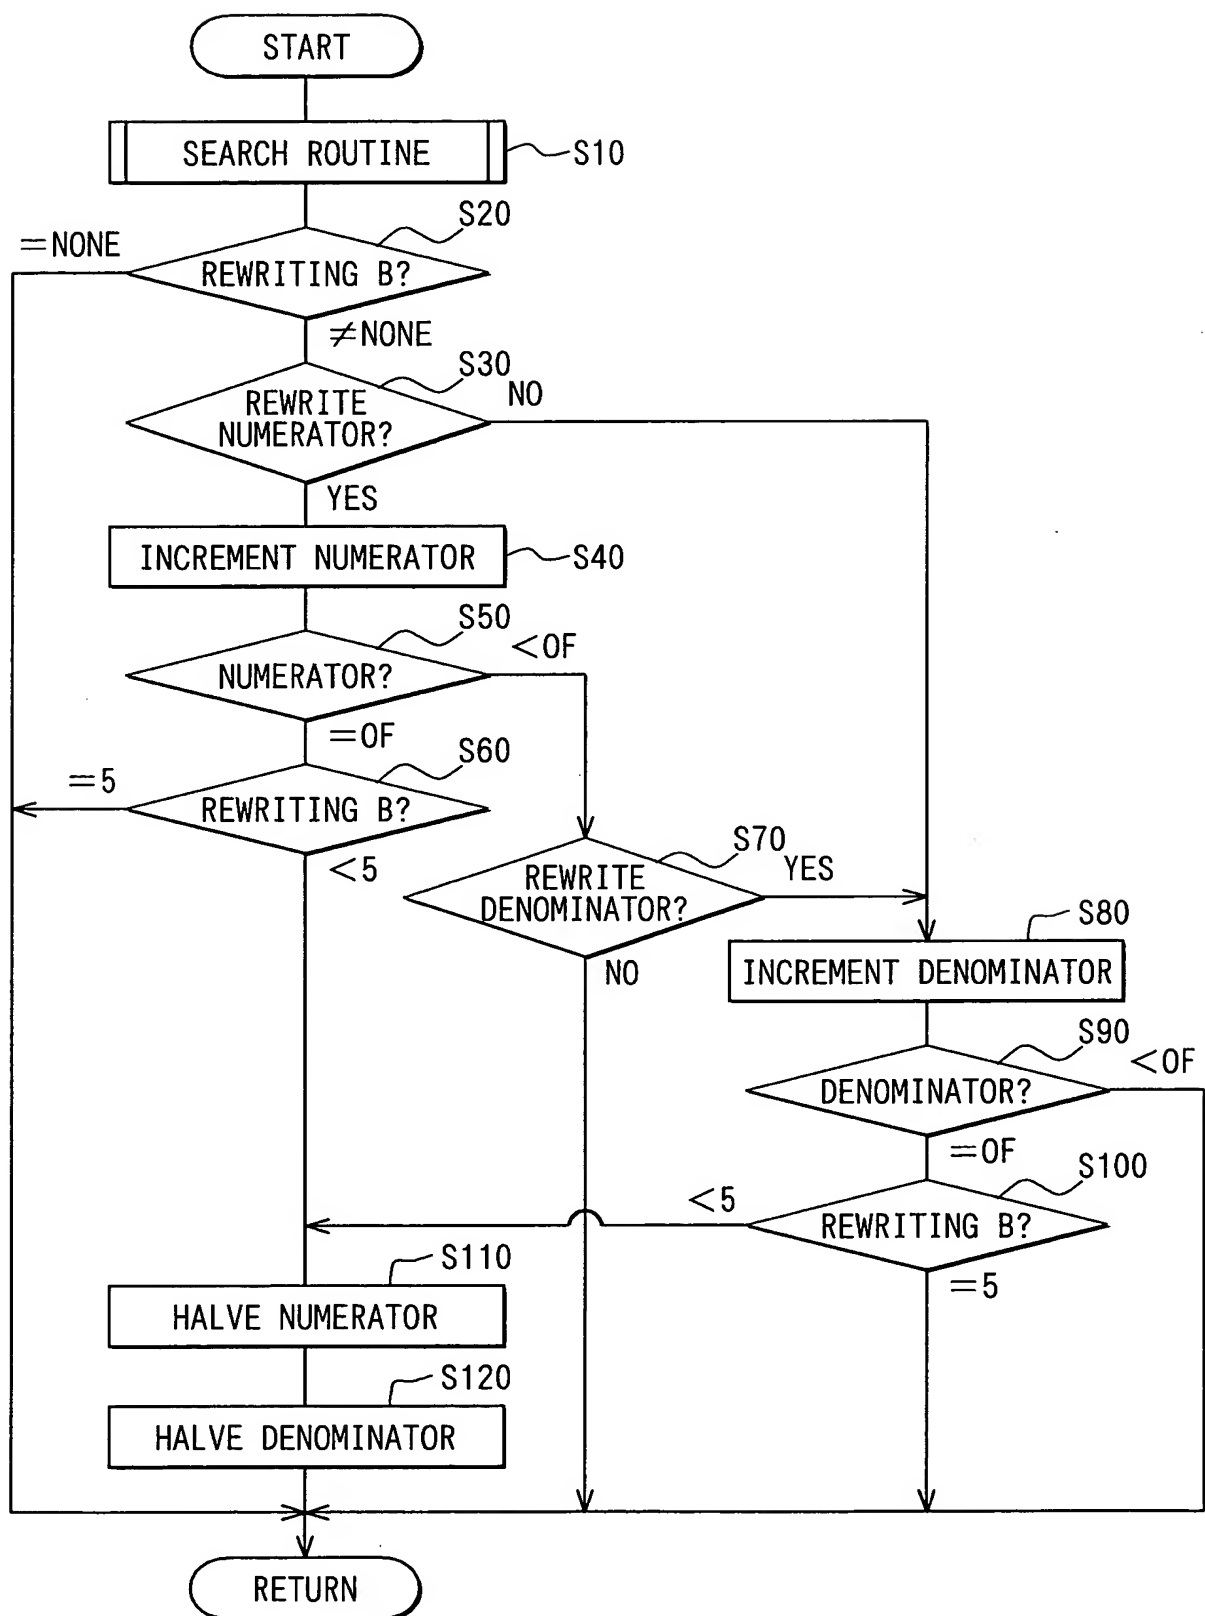 START
SEARCH ROUTINE
S10
S20
=NONE
REWRITING B?
≠NONE
S30
NO
REWRITE
NUMERATOR?
YES
INCREMENT NUMERATOR
S40
S50
<OF
NUMERATOR?
=OF
S60
=5
REWRITING B?
<5
S70
YES
REWRITE
DENOMINATOR?
NO
S80
INCREMENT DENOMINATOR
S90
<OF
DENOMINATOR?
=OF
S100
<5
REWRITING B?
=5
S110
HALVE NUMERATOR
S120
HALVE DENOMINATOR
RETURN